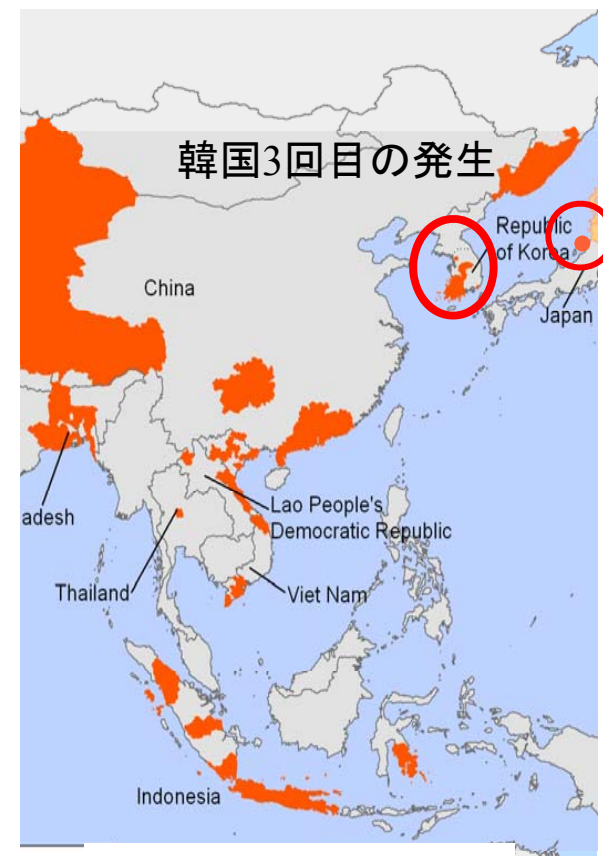 韓国3回目の発生
Republic
of Korea
China
Japan
adesh
Lao People's
Democratic Republic
Thailand
Viet Nam
Indonesia